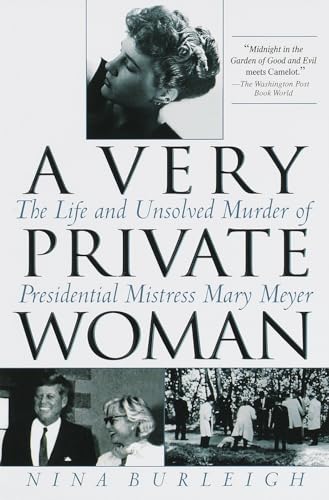 “Midnight in the
Garden of Good and Evil
meets Camelot.”
—The Washington Post
Book World
A VERY
The Life and Unsolved Murder of
PRIVATE
Presidential Mistress Mary Meyer
WOMAN
NINA BURLEIGH